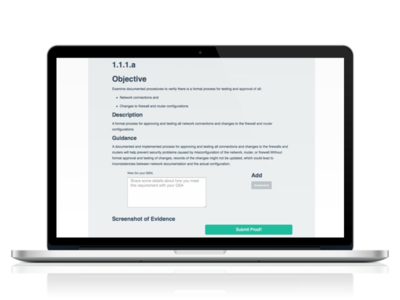 1.1.1.a
Objective
Examine documented procedures to verify there is a formal process for testing and approval of all:
Network connections and
Changes to firewall and router configurations
Description
A formal process for approving and testing all network connections and changes to the firewall and router
configurations
Guidance
A documented and implemented process for approving and testing all connections and changes to the firewalls and
routers will help prevent security problems caused by misconfiguration of the network, router, or firewall.Without
formal approval and testing of changes, records of the changes might not be updated, which could lead to
inconsistencies between network documentation and the actual configuration.
Note (for your QSA)
Add
Share some details about how you meet
the requirement with your QSA!
Screenshot of Evidence
Submit Proof!